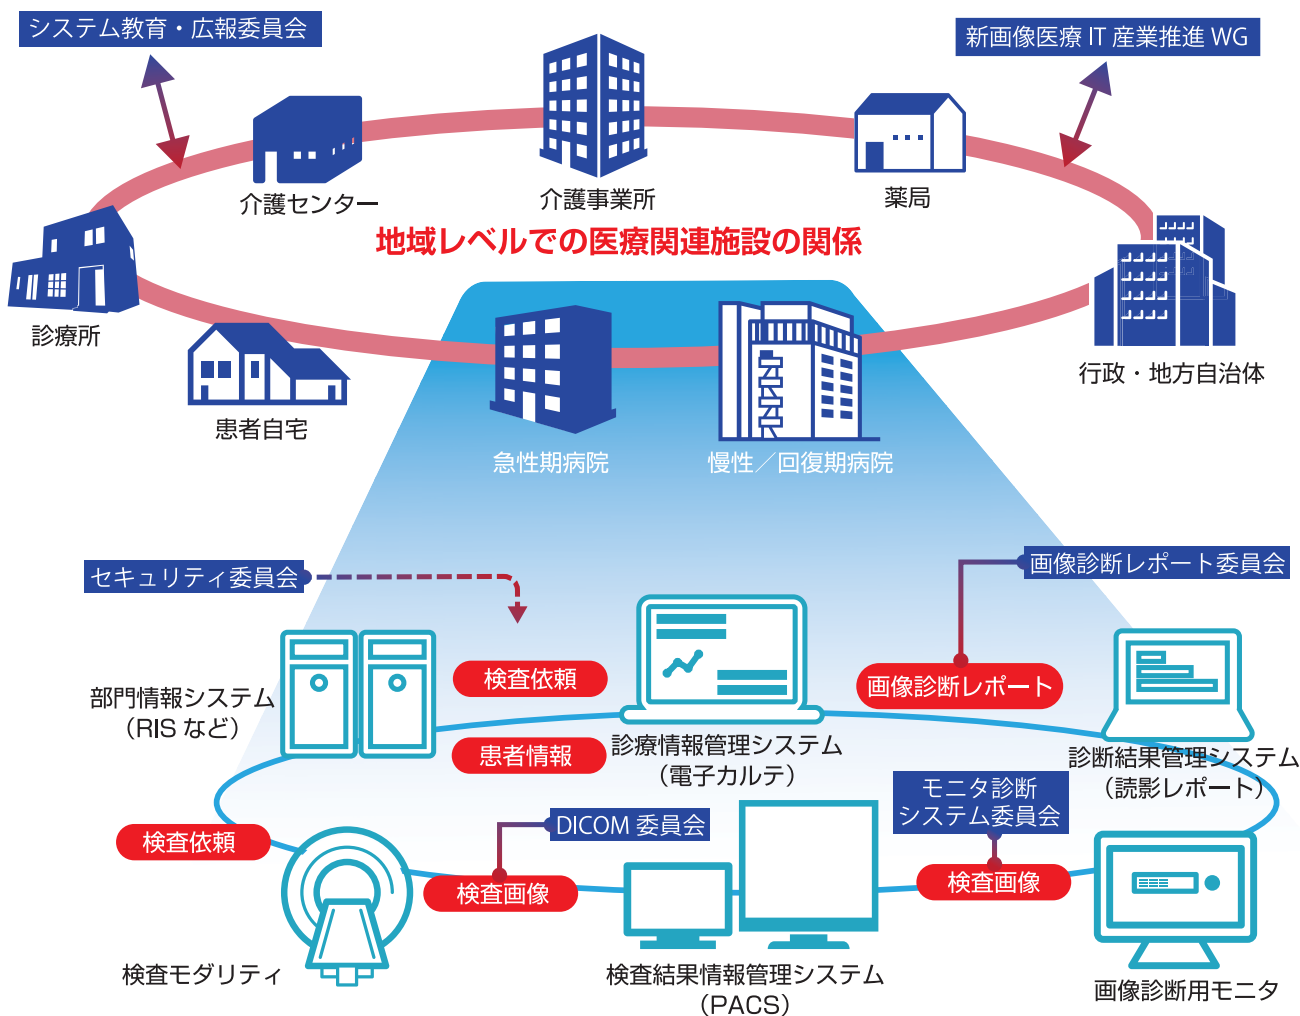 システム教育・広報委員会
新画像医療 IT 産業推進 WG
介護センター
介護事業所
薬局
地域レベルでの医療関連施設の関係
診療所
患者自宅
行政・地方自治体
急性期病院
慢性／回復期病院
セキュリティ委員会
画像診断レポート委員会
検査依頼
画像診断レポート
部門情報システム
（RIS など）
患者情報
診療情報管理システム
（電子カルテ）
診断結果管理システム
（読影レポート）
検査依頼
DICOM 委員会
モニタ診断
システム委員会
検査画像
検査画像
検査モダリティ
検査結果情報管理システム
（PACS）
画像診断用モニタ